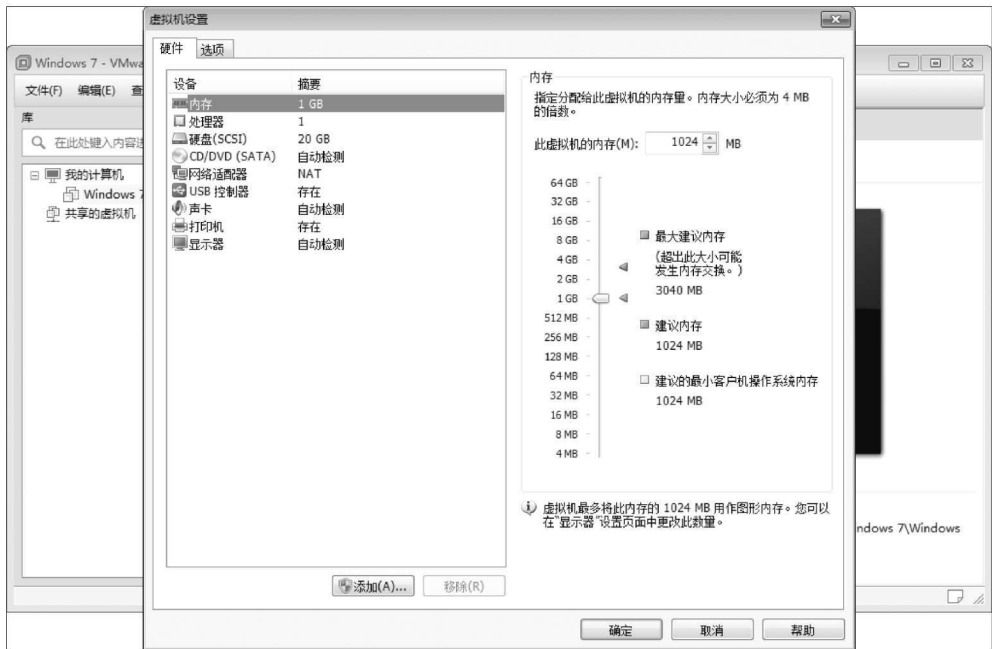 虚拟机设置
硬件 选项
Windows 7 - VMwa
文件(F) 编辑(E) 查
库
在此处键入内容进
我的计算机
Windows 7
共享的虚拟机
设备 摘要
内存 1 GB
处理器 1
硬盘(SCSI) 20 GB
CD/DVD (SATA) 自动检测
网络适配器 NAT
USB 控制器 存在
声卡 自动检测
打印机 存在
显示器 自动检测
添加(A)... 移除(R)
内存
指定分配给此虚拟机的内存量。内存大小必须为 4 MB
的倍数。
此虚拟机的内存(M): 1024 MB
64 GB
32 GB
16 GB
8 GB
4 GB
2 GB
1 GB
512 MB
256 MB
128 MB
64 MB
32 MB
16 MB
8 MB
4 MB
最大建议内存
(超出此大小可能
发生内存交换。)
3040 MB
建议内存
1024 MB
建议的最小客户机操作系统内存
1024 MB
虚拟机最多将此内存的 1024 MB 用作图形内存。您可以
在"显示器"设置页面中更改此数量。
ndows 7\Windows
确定 取消 帮助